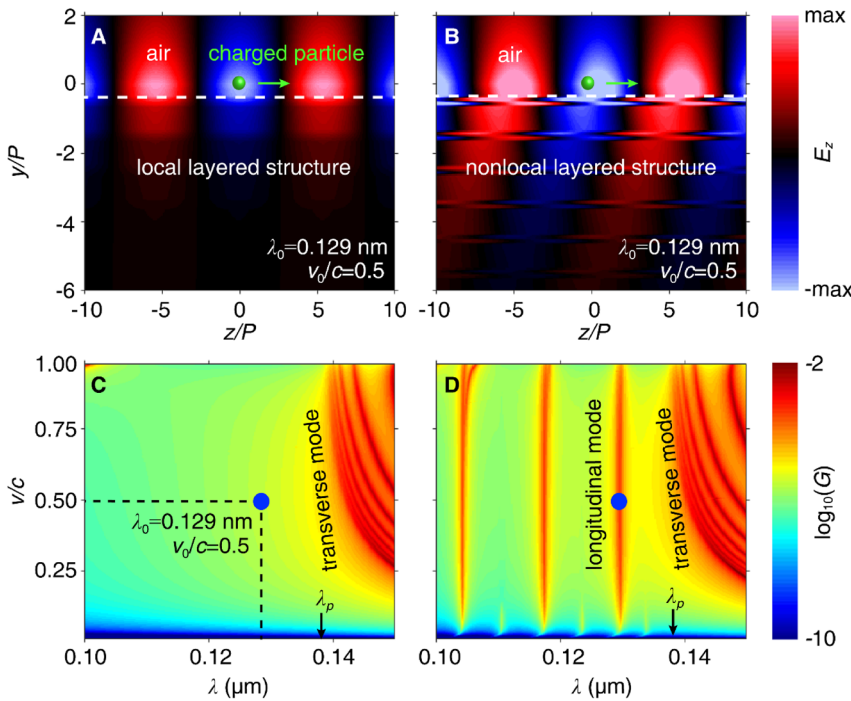 A
air
charged particle
local layered structure
λ₀=0.129 nm
v₀/c=0.5
y/P
2
0
-2
-4
-6
-10
-5
0
5
10
z/P
B
air
nonlocal layered structure
λ₀=0.129 nm
v₀/c=0.5
-10
-5
0
5
10
z/P
max
E_z
-max
C
transverse mode
λ₀=0.129 nm
v₀/c=0.5
λ_p
v/c
1.00
0.75
0.50
0.25
0.10
0.12
0.14
λ (μm)
D
longitudinal mode
transverse mode
λ_p
0.10
0.12
0.14
λ (μm)
-2
log₁₀(G)
-10